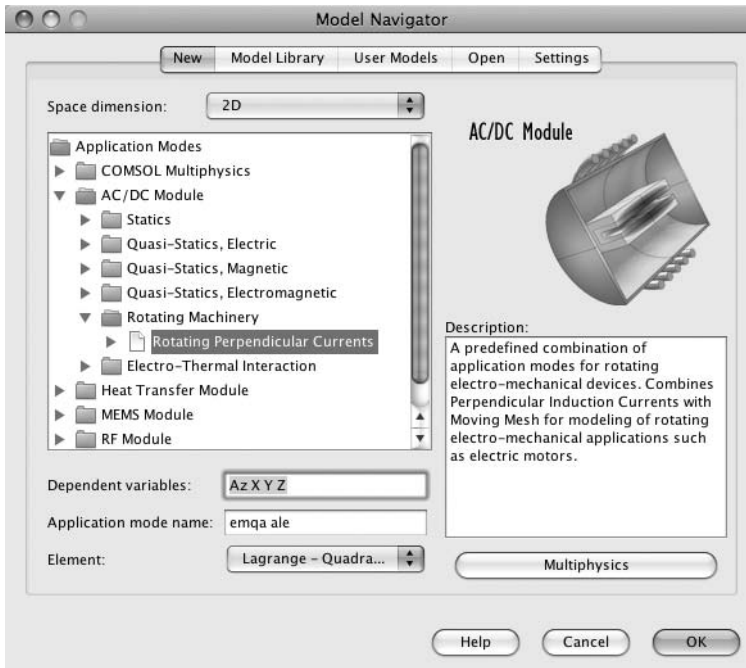 Model Navigator
New Model Library User Models Open Settings
Space dimension: 2D
Application Modes
COMSOL Multiphysics
AC/DC Module
Statics
Quasi-Statics, Electric
Quasi-Statics, Magnetic
Quasi-Statics, Electromagnetic
Rotating Machinery
Rotating Perpendicular Currents
Electro-Thermal Interaction
Heat Transfer Module
MEMS Module
RF Module
Dependent variables: Az X Y Z
Application mode name: emqa ale
Element: Lagrange - Quadra...
AC/DC Module
Description:
A predefined combination of
application modes for rotating
electro-mechanical devices. Combines
Perpendicular Induction Currents with
Moving Mesh for modeling of rotating
electro-mechanical applications such
as electric motors.
Multiphysics
Help Cancel OK